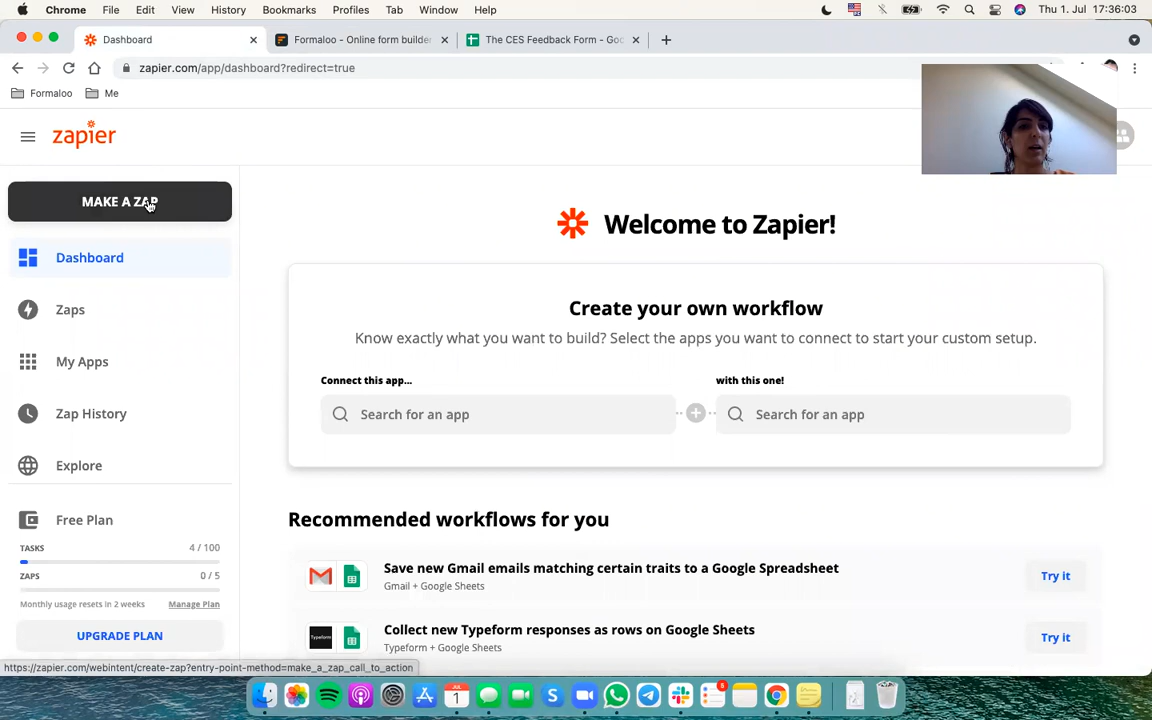 Chrome File Edit View History Bookmarks Profiles Tab Window Help Thu 1. Jul 17:36:03
Dashboard Formaloo - Online form builder The CES Feedback Form - Goo
zapier.com/app/dashboard?redirect=true
Formaloo Me
zapier
MAKE A ZAP
Dashboard
Zaps
My Apps
Zap History
Explore
Free Plan
TASKS 4 / 100
ZAPS 0 / 5
Monthly usage resets in 2 weeks Manage Plan
UPGRADE PLAN
Welcome to Zapier!
Create your own workflow
Know exactly what you want to build? Select the apps you want to connect to start your custom setup.
Connect this app... with this one!
Search for an app Search for an app
Recommended workflows for you
Save new Gmail emails matching certain traits to a Google Spreadsheet
Gmail + Google Sheets
Try it
Typeform
Collect new Typeform responses as rows on Google Sheets
Typeform + Google Sheets
Try it
https://zapier.com/webintent/create-zap?entry-point-method=make_a_zap_call_to_action
JUL
1